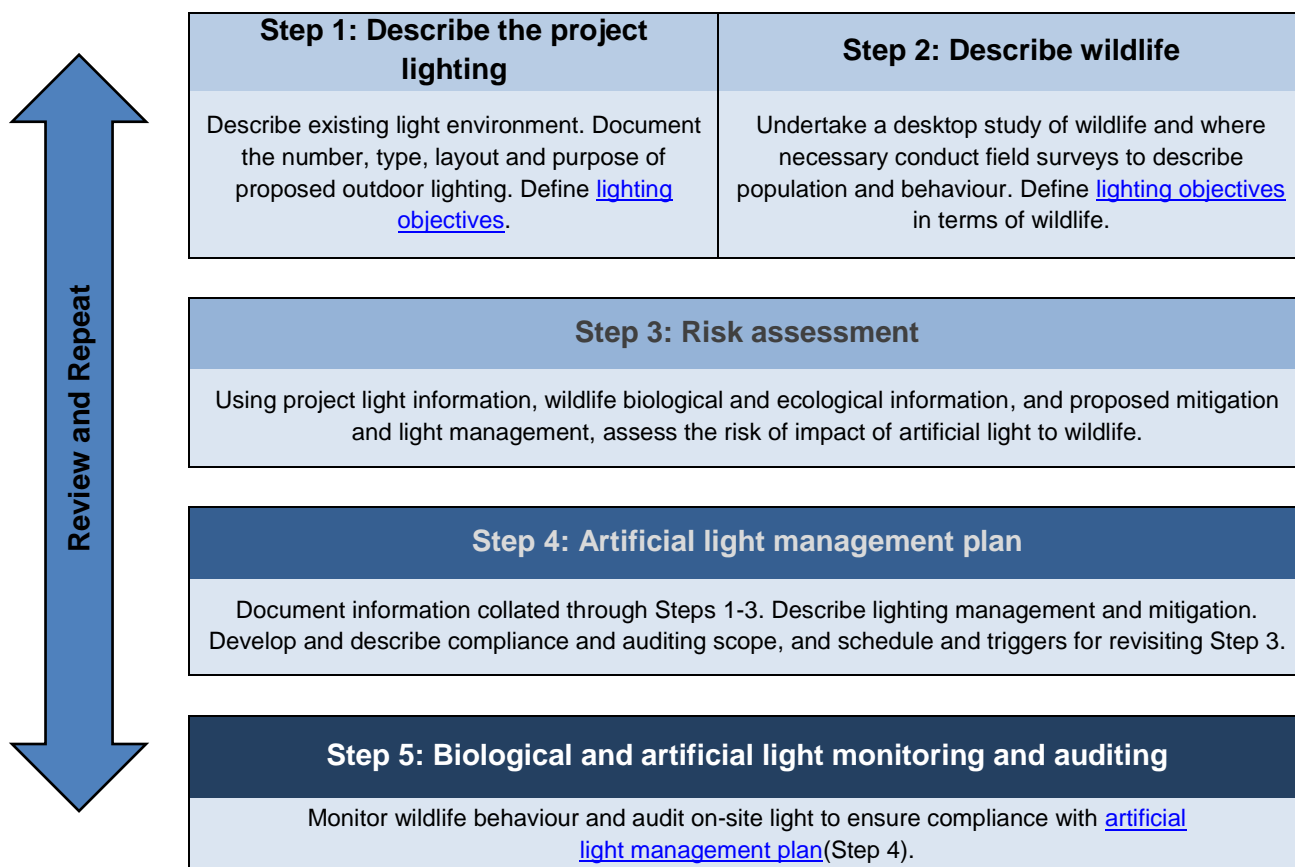 Step 1: Describe the project
lighting
Describe existing light environment. Document
the number, type, layout and purpose of
proposed outdoor lighting. Define lighting
objectives.
Step 2: Describe wildlife
Undertake a desktop study of wildlife and where
necessary conduct field surveys to describe
population and behaviour. Define lighting objectives
in terms of wildlife.
Review and Repeat
Step 3: Risk assessment
Using project light information, wildlife biological and ecological information, and proposed mitigation
and light management, assess the risk of impact of artificial light to wildlife.
Step 4: Artificial light management plan
Document information collated through Steps 1-3. Describe lighting management and mitigation.
Develop and describe compliance and auditing scope, and schedule and triggers for revisiting Step 3.
Step 5: Biological and artificial light monitoring and auditing
Monitor wildlife behaviour and audit on-site light to ensure compliance with artificial
light management plan(Step 4).